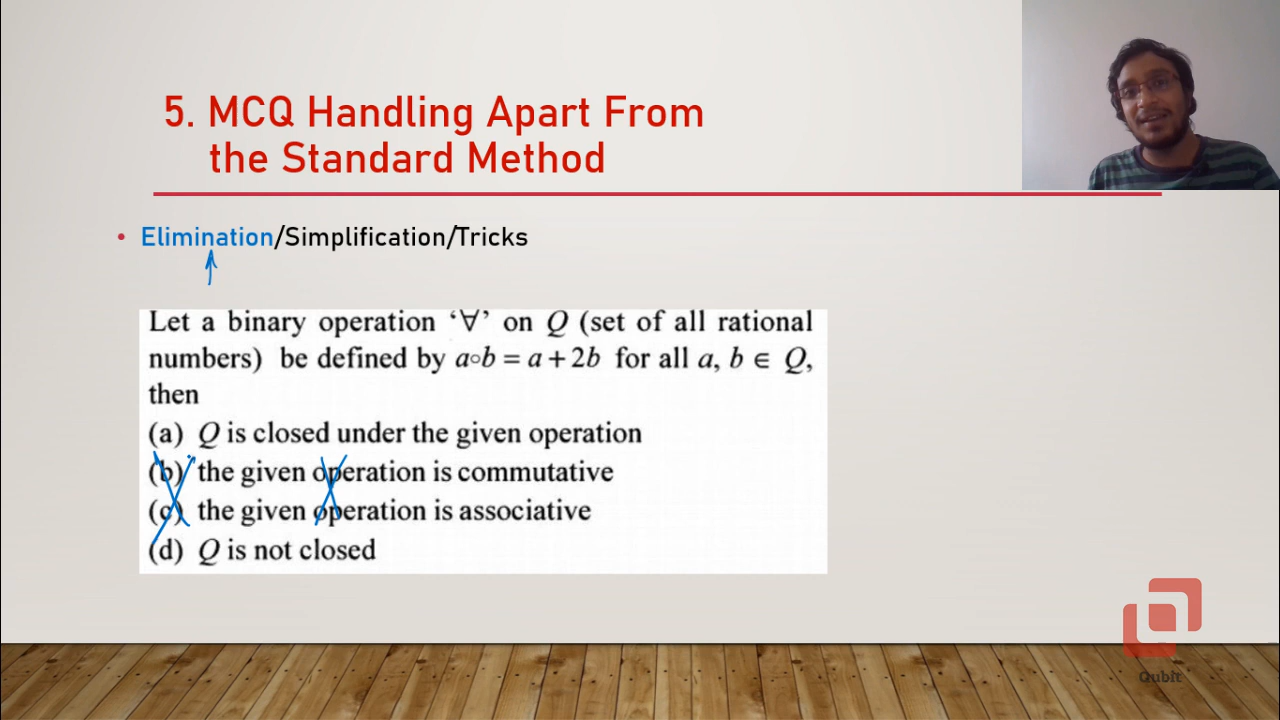 5. MCQ Handling Apart From
the Standard Method
• Elimination/Simplification/Tricks
Let a binary operation ‘∀’ on Q (set of all rational
numbers) be defined by a∘b = a + 2b for all a, b ∈ Q,
then
(a) Q is closed under the given operation
(b) the given operation is commutative
(c) the given operation is associative
(d) Q is not closed
Qubit